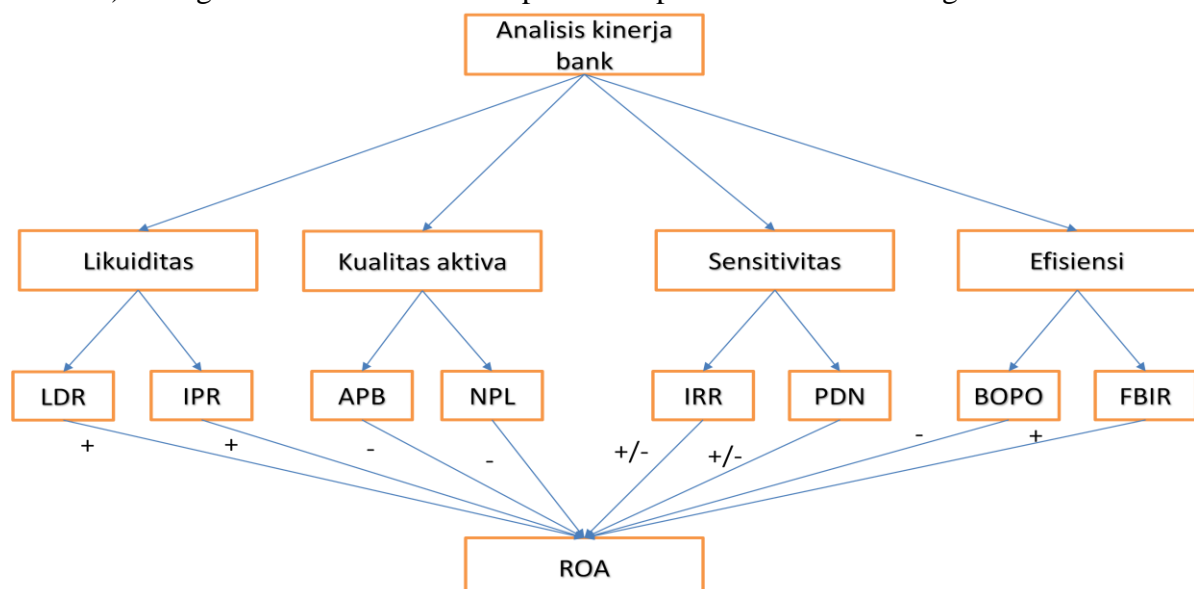 Analisis kinerja
bank
Likuiditas
Kualitas aktiva
Sensitivitas
Efisiensi
LDR
IPR
APB
NPL
IRR
PDN
BOPO
FBIR
+
+
-
-
+/-
+/-
-
+
ROA